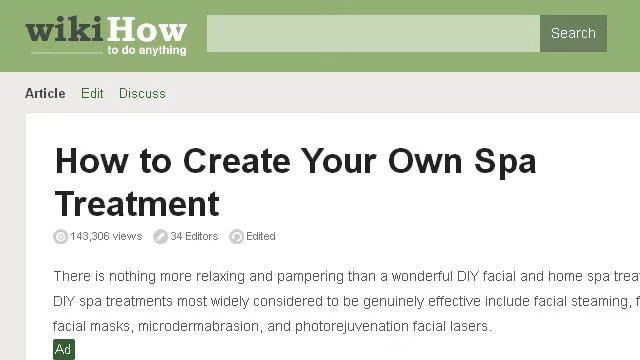 wikiHow
to do anything
Search
Article Edit Discuss
How to Create Your Own Spa
Treatment
143,306 views 34 Editors Edited
There is nothing more relaxing and pampering than a wonderful DIY facial and home spa
DIY spa treatments most widely considered to be genuinely effective include facial steaming,
facial masks, microdermabrasion, and photorejuvenation facial lasers.
Ad